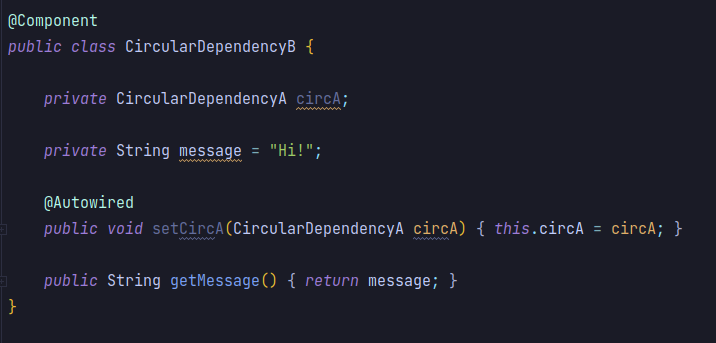 @Component
public class CircularDependencyB {
private CircularDependencyA circA;
private String message = "Hi!";
@Autowired
public void setCircA(CircularDependencyA circA) { this.circA = circA; }
public String getMessage() { return message; }
}